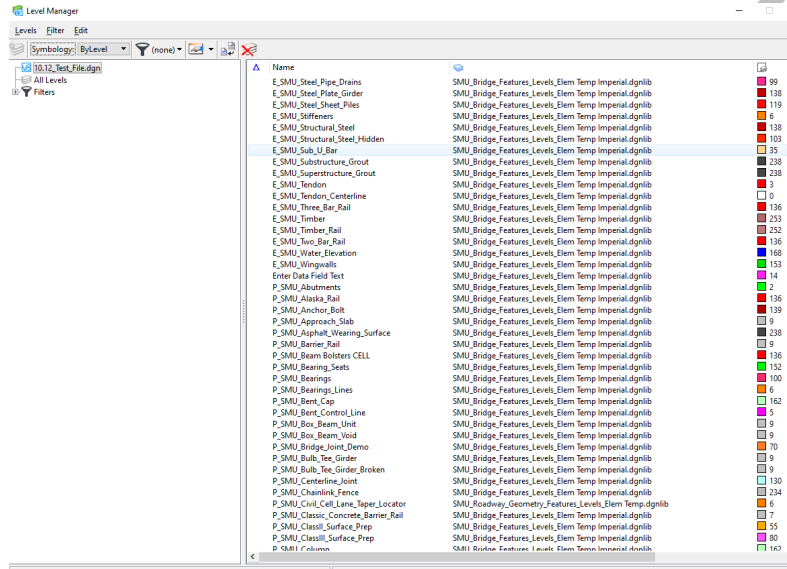 Level Manager
Levels Filter Edit
Symbology: ByLevel (none)
10.12_Test_File.dgn
All Levels
Filters
Name
E_SMU_Steel_Pipe_Drains SMU_Bridge_Features_Levels_Elem Temp Imperial.dgnlib 99
E_SMU_Steel_Plate_Girder SMU_Bridge_Features_Levels_Elem Temp Imperial.dgnlib 138
E_SMU_Steel_Sheet_Piles SMU_Bridge_Features_Levels_Elem Temp Imperial.dgnlib 119
E_SMU_Stiffeners SMU_Bridge_Features_Levels_Elem Temp Imperial.dgnlib 6
E_SMU_Structural_Steel SMU_Bridge_Features_Levels_Elem Temp Imperial.dgnlib 138
E_SMU_Structural_Steel_Hidden SMU_Bridge_Features_Levels_Elem Temp Imperial.dgnlib 103
E_SMU_Sub_U_Bar SMU_Bridge_Features_Levels_Elem Temp Imperial.dgnlib 35
E_SMU_Substructure_Grout SMU_Bridge_Features_Levels_Elem Temp Imperial.dgnlib 238
E_SMU_Superstructure_Grout SMU_Bridge_Features_Levels_Elem Temp Imperial.dgnlib 238
E_SMU_Tendon SMU_Bridge_Features_Levels_Elem Temp Imperial.dgnlib 3
E_SMU_Tendon_Centerline SMU_Bridge_Features_Levels_Elem Temp Imperial.dgnlib 0
E_SMU_Three_Bar_Rail SMU_Bridge_Features_Levels_Elem Temp Imperial.dgnlib 136
E_SMU_Timber SMU_Bridge_Features_Levels_Elem Temp Imperial.dgnlib 253
E_SMU_Timber_Rail SMU_Bridge_Features_Levels_Elem Temp Imperial.dgnlib 252
E_SMU_Two_Bar_Rail SMU_Bridge_Features_Levels_Elem Temp Imperial.dgnlib 136
E_SMU_Water_Elevation SMU_Bridge_Features_Levels_Elem Temp Imperial.dgnlib 168
E_SMU_Wingwalls SMU_Bridge_Features_Levels_Elem Temp Imperial.dgnlib 153
Enter Data Field Text SMU_Bridge_Features_Levels_Elem Temp Imperial.dgnlib 14
P_SMU_Abutments SMU_Bridge_Features_Levels_Elem Temp Imperial.dgnlib 2
P_SMU_Alaska_Rail SMU_Bridge_Features_Levels_Elem Temp Imperial.dgnlib 136
P_SMU_Anchor_Bolt SMU_Bridge_Features_Levels_Elem Temp Imperial.dgnlib 139
P_SMU_Approach_Slab SMU_Bridge_Features_Levels_Elem Temp Imperial.dgnlib 9
P_SMU_Asphalt_Wearing_Surface SMU_Bridge_Features_Levels_Elem Temp Imperial.dgnlib 238
P_SMU_Barrier_Rail SMU_Bridge_Features_Levels_Elem Temp Imperial.dgnlib 9
P_SMU_Beam Bolsters CELL SMU_Bridge_Features_Levels_Elem Temp Imperial.dgnlib 136
P_SMU_Bearing_Seats SMU_Bridge_Features_Levels_Elem Temp Imperial.dgnlib 152
P_SMU_Bearings SMU_Bridge_Features_Levels_Elem Temp Imperial.dgnlib 100
P_SMU_Bearings_Lines SMU_Bridge_Features_Levels_Elem Temp Imperial.dgnlib 6
P_SMU_Bent_Cap SMU_Bridge_Features_Levels_Elem Temp Imperial.dgnlib 162
P_SMU_Bent_Control_Line SMU_Bridge_Features_Levels_Elem Temp Imperial.dgnlib 5
P_SMU_Box_Beam_Unit SMU_Bridge_Features_Levels_Elem Temp Imperial.dgnlib 9
P_SMU_Box_Beam_Void SMU_Bridge_Features_Levels_Elem Temp Imperial.dgnlib 9
P_SMU_Bridge_Joint_Demo SMU_Bridge_Features_Levels_Elem Temp Imperial.dgnlib 70
P_SMU_Bulb_Tee_Girder SMU_Bridge_Features_Levels_Elem Temp Imperial.dgnlib 9
P_SMU_Bulb_Tee_Girder_Broken SMU_Bridge_Features_Levels_Elem Temp Imperial.dgnlib 9
P_SMU_Centerline_Joint SMU_Bridge_Features_Levels_Elem Temp Imperial.dgnlib 130
P_SMU_Chainlink_Fence SMU_Bridge_Features_Levels_Elem Temp Imperial.dgnlib 234
P_SMU_Civil_Cell_Lane_Taper_Locator SMU_Roadway_Geometry_Features_Levels_Elem Temp.dgnlib 6
P_SMU_Classic_Concrete_Barrier_Rail SMU_Bridge_Features_Levels_Elem Temp Imperial.dgnlib 7
P_SMU_ClassII_Surface_Prep SMU_Bridge_Features_Levels_Elem Temp Imperial.dgnlib 55
P_SMU_ClassIII_Surface_Prep SMU_Bridge_Features_Levels_Elem Temp Imperial.dgnlib 80
P_SMU_Column SMU_Bridge_Features_Levels_Elem Temp Imperial.dgnlib 162